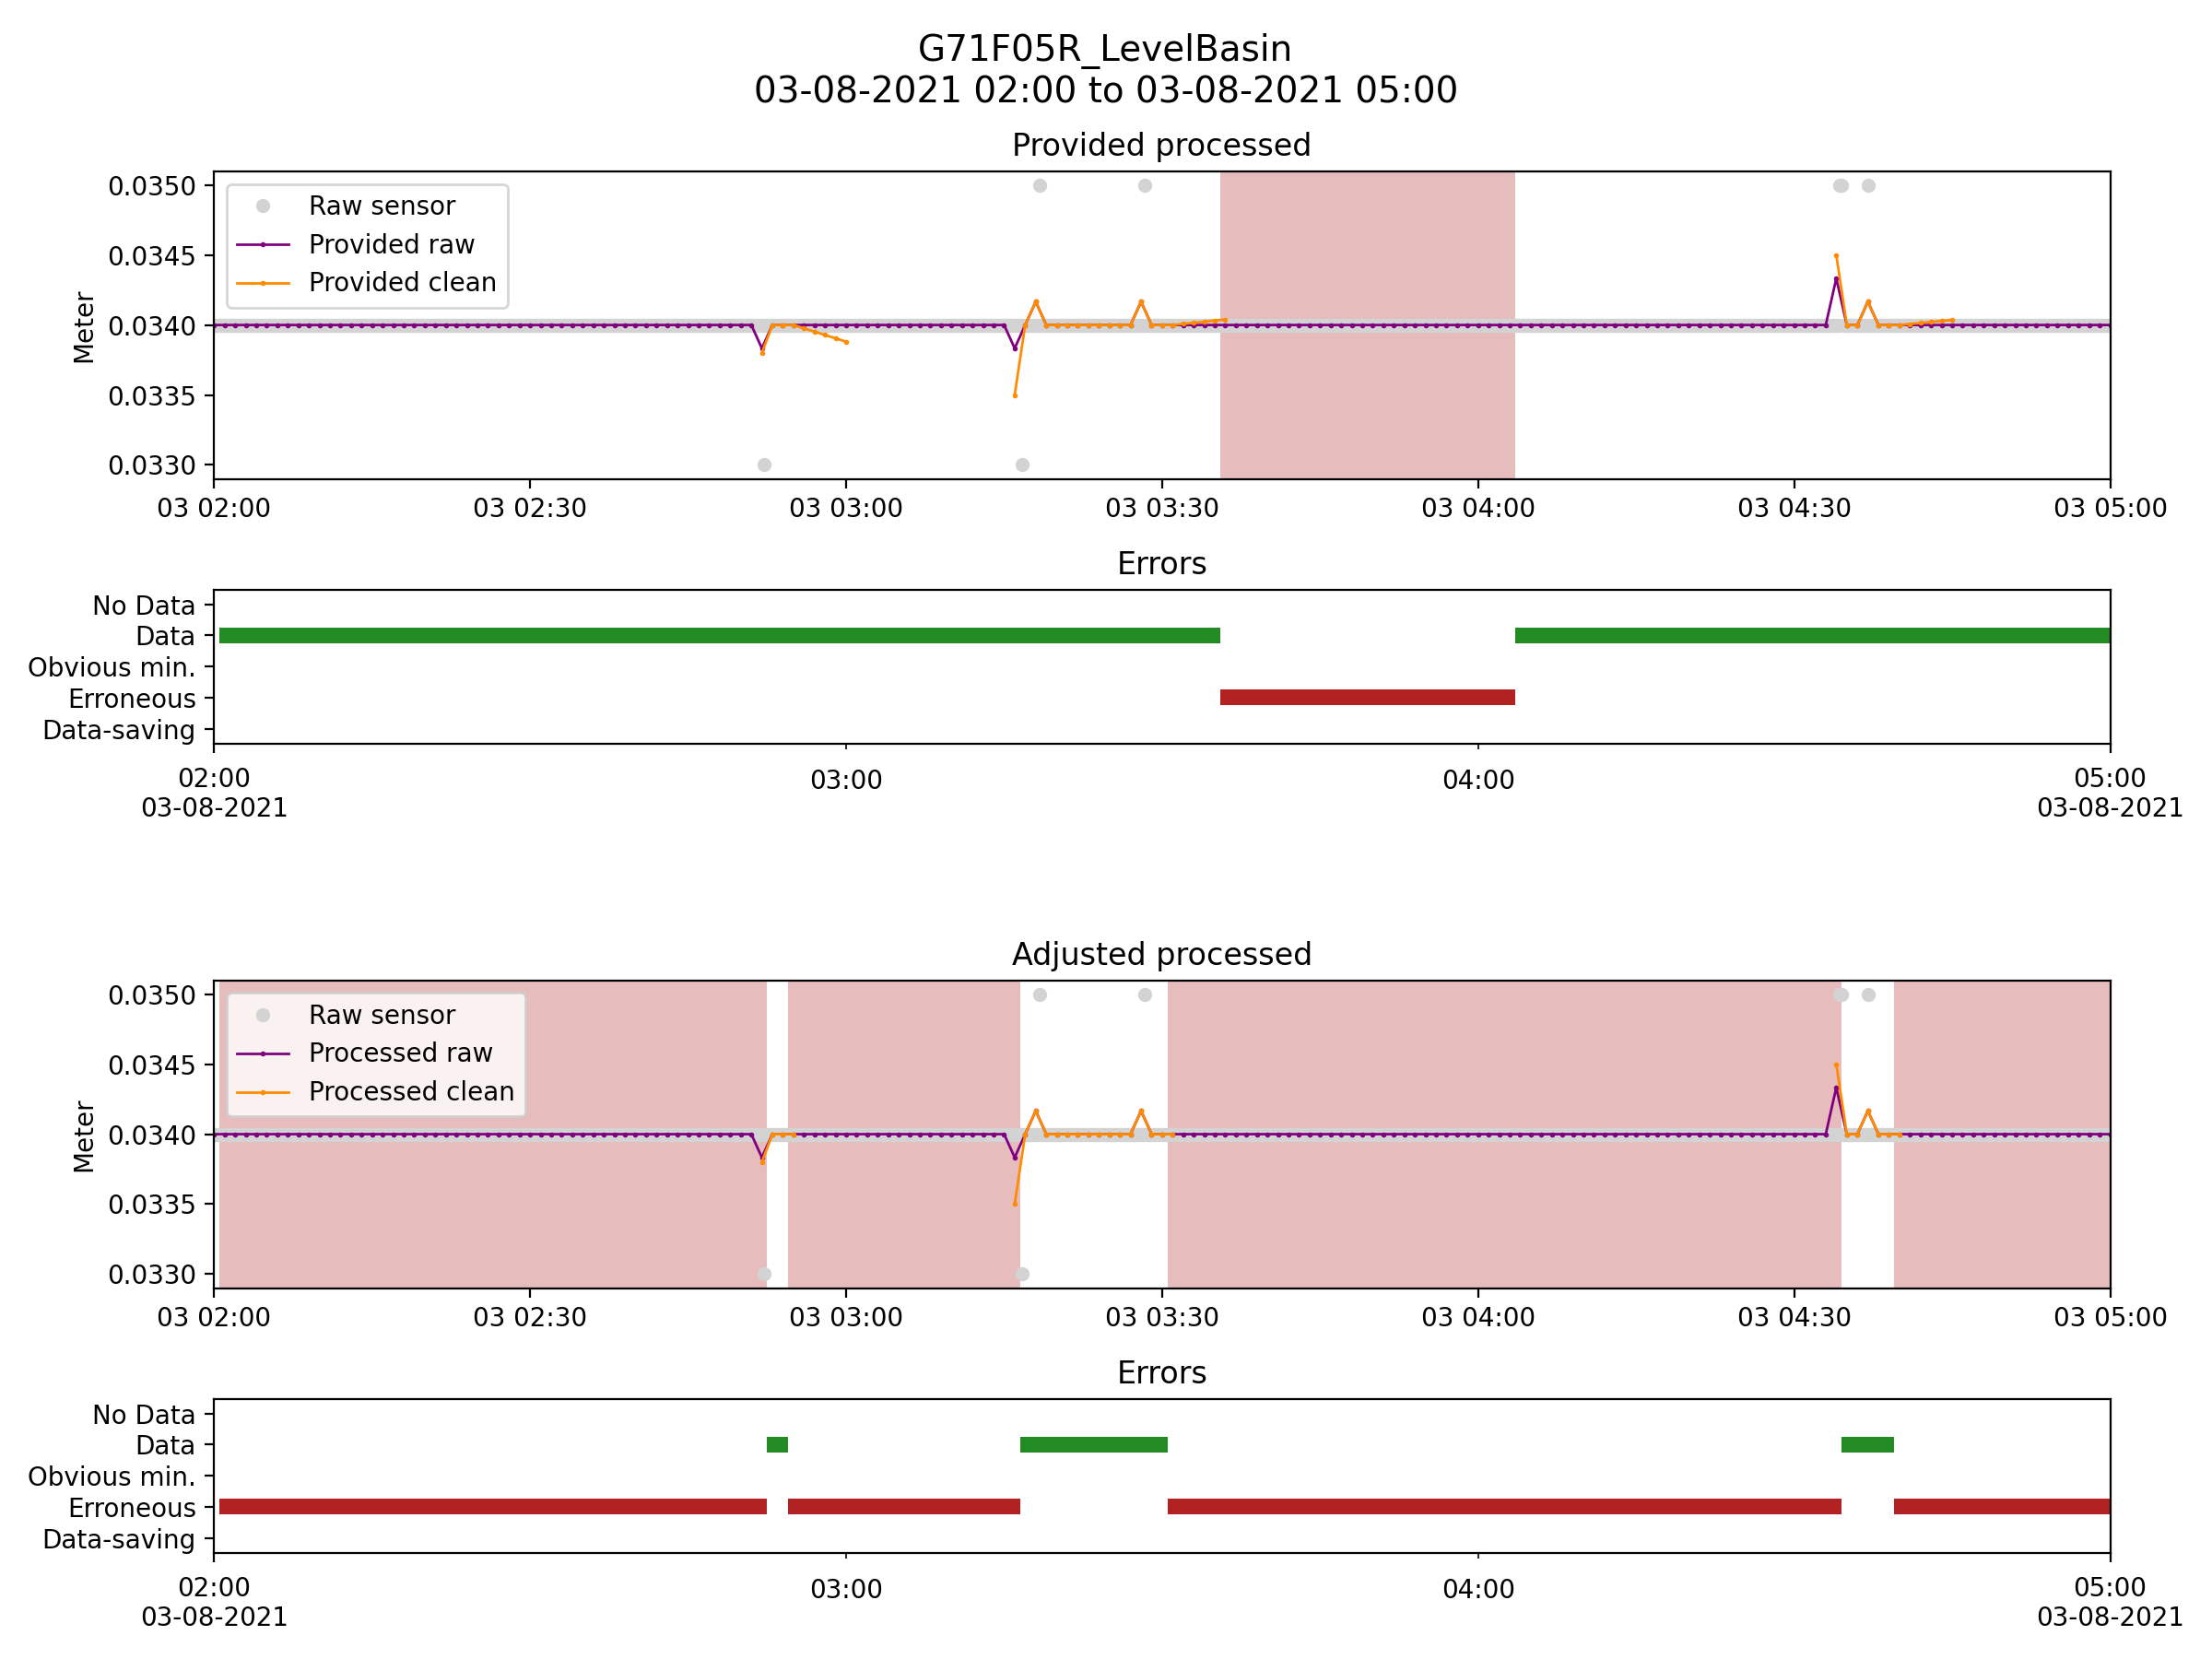 G71F05R_LevelBasin
03-08-2021 02:00 to 03-08-2021 05:00
Provided processed
Meter
0.0350
0.0345
0.0340
0.0335
0.0330
Raw sensor
Provided raw
Provided clean
03 02:00 03 02:30 03 03:00 03 03:30 03 04:00 03 04:30 03 05:00
Errors
No Data
Data
Obvious min.
Erroneous
Data-saving
02:00 03:00 04:00 05:00
03-08-2021 03-08-2021
Adjusted processed
Meter
0.0350
0.0345
0.0340
0.0335
0.0330
Raw sensor
Processed raw
Processed clean
03 02:00 03 02:30 03 03:00 03 03:30 03 04:00 03 04:30 03 05:00
Errors
No Data
Data
Obvious min.
Erroneous
Data-saving
02:00 03:00 04:00 05:00
03-08-2021 03-08-2021